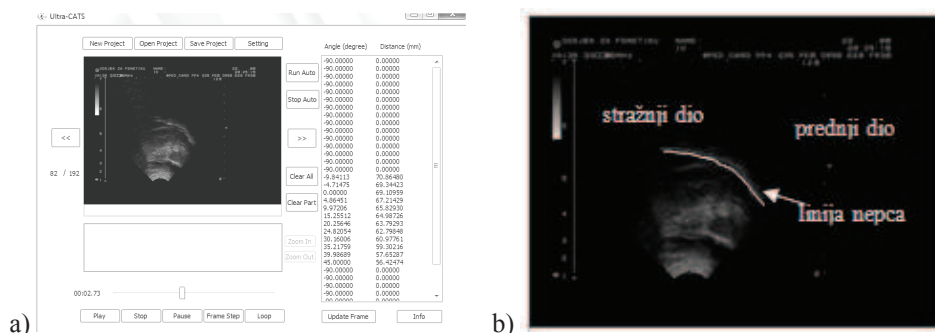 Ultra-CATS
New Project Open Project Save Project Setting
Angle (degree) Distance (mm)
-90.00000 0.00000
-90.00000 0.00000
-90.00000 0.00000
-90.00000 0.00000
-90.00000 0.00000
-90.00000 0.00000
-90.00000 0.00000
-90.00000 0.00000
-90.00000 0.00000
-90.00000 0.00000
-90.00000 0.00000
-90.00000 0.00000
-90.00000 0.00000
-90.00000 0.00000
-9.84113 70.86480
-4.71475 69.34423
0.00000 69.10959
4.86451 67.21429
9.97206 65.82930
15.25512 64.98726
20.25646 63.79293
24.82054 62.79848
30.16006 60.97761
35.21759 59.30216
39.98689 57.65287
45.00000 56.42474
-90.00000 0.00000
-90.00000 0.00000
-90.00000 0.00000
-90.00000 0.00000
Run Auto
Stop Auto
<<
>>
82 / 192
Clear All
Clear Part
Zoom In
Zoom Out
00:02.73
Play Stop Pause Frame Step Loop
Update Frame Info
a)
stražnji dio
prednji dio
linija nepca
b)